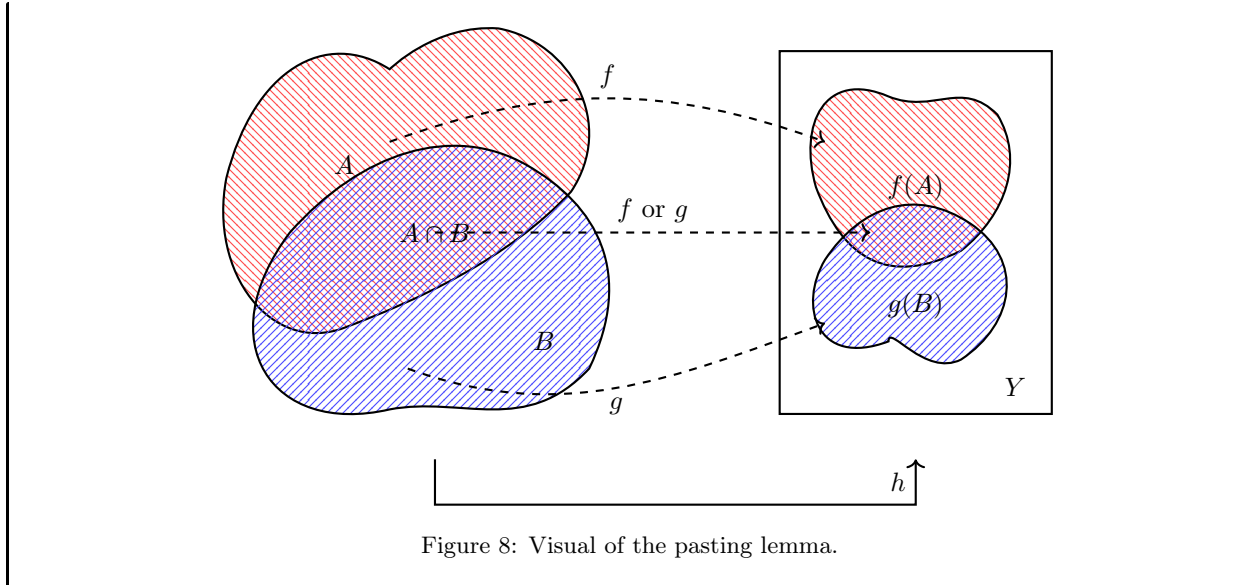 f
A
f(A)
f or g
A ∩ B
g(B)
B
Y
g
h
Figure 8: Visual of the pasting lemma.